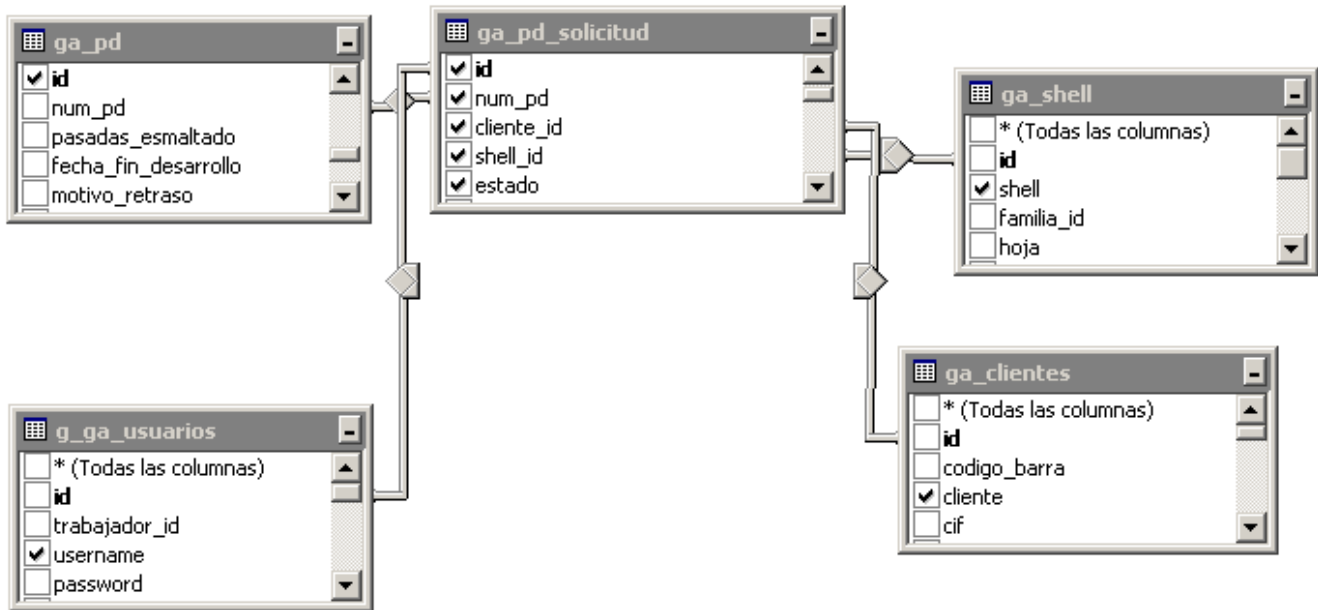 ga_pd
id
num_pd
pasadas_esmaltado
fecha_fin_desarrollo
motivo_retraso
ga_pd_solicitud
id
num_pd
cliente_id
shell_id
estado
ga_shell
* (Todas las columnas)
id
shell
familia_id
hoja
g_ga_usuarios
* (Todas las columnas)
id
trabajador_id
username
password
ga_clientes
* (Todas las columnas)
id
codigo_barra
cliente
cif